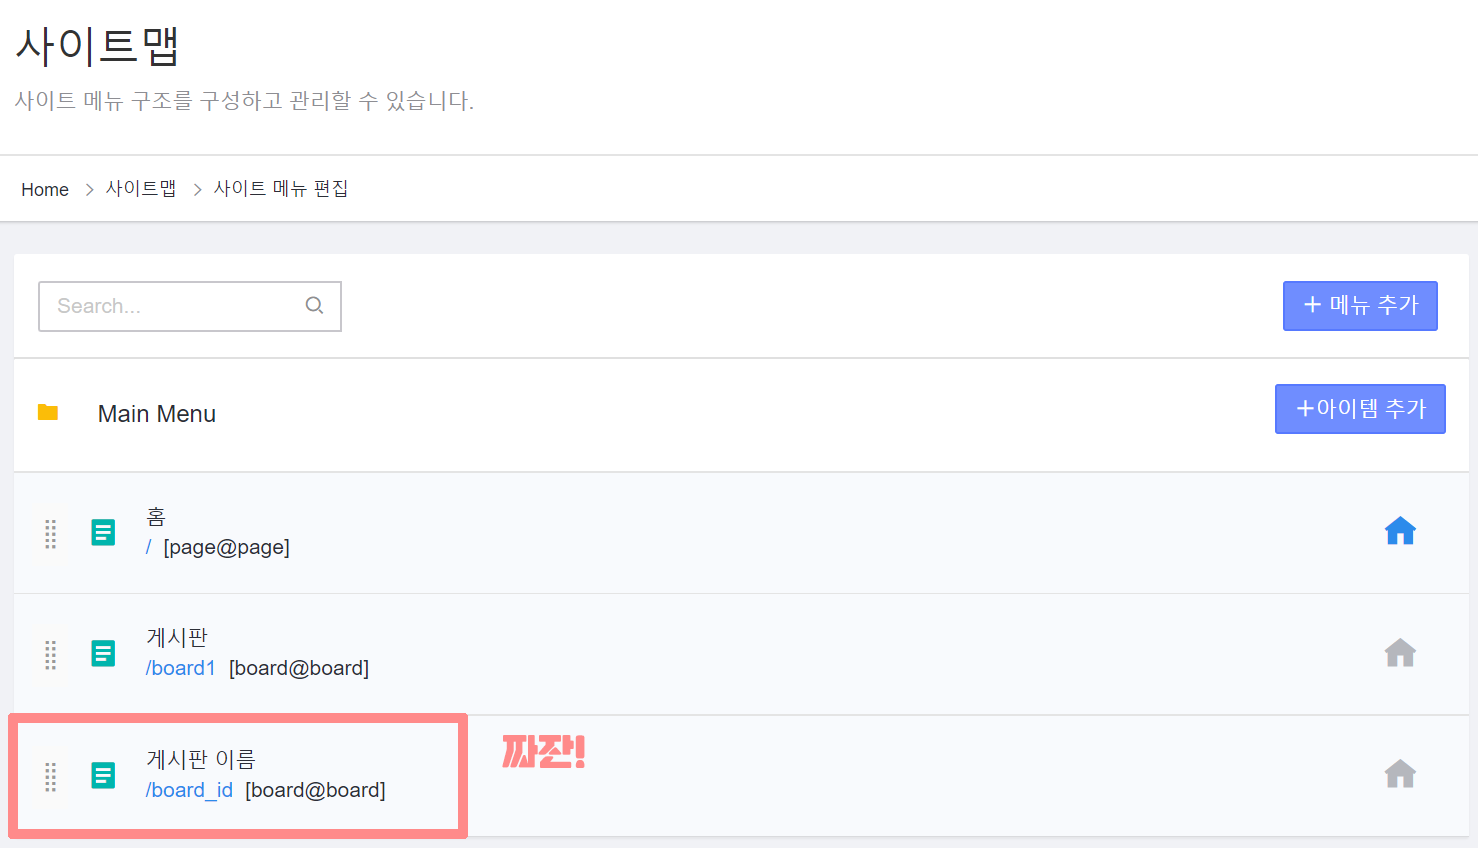 사이트맵
사이트 메뉴 구조를 구성하고 관리할 수 있습니다.
Home > 사이트맵 > 사이트 메뉴 편집
Search...
+ 메뉴 추가
Main Menu
+아이템 추가
홈
/ [page@page]
게시판
/board1 [board@board]
게시판 이름
/board_id [board@board]
짜잔!